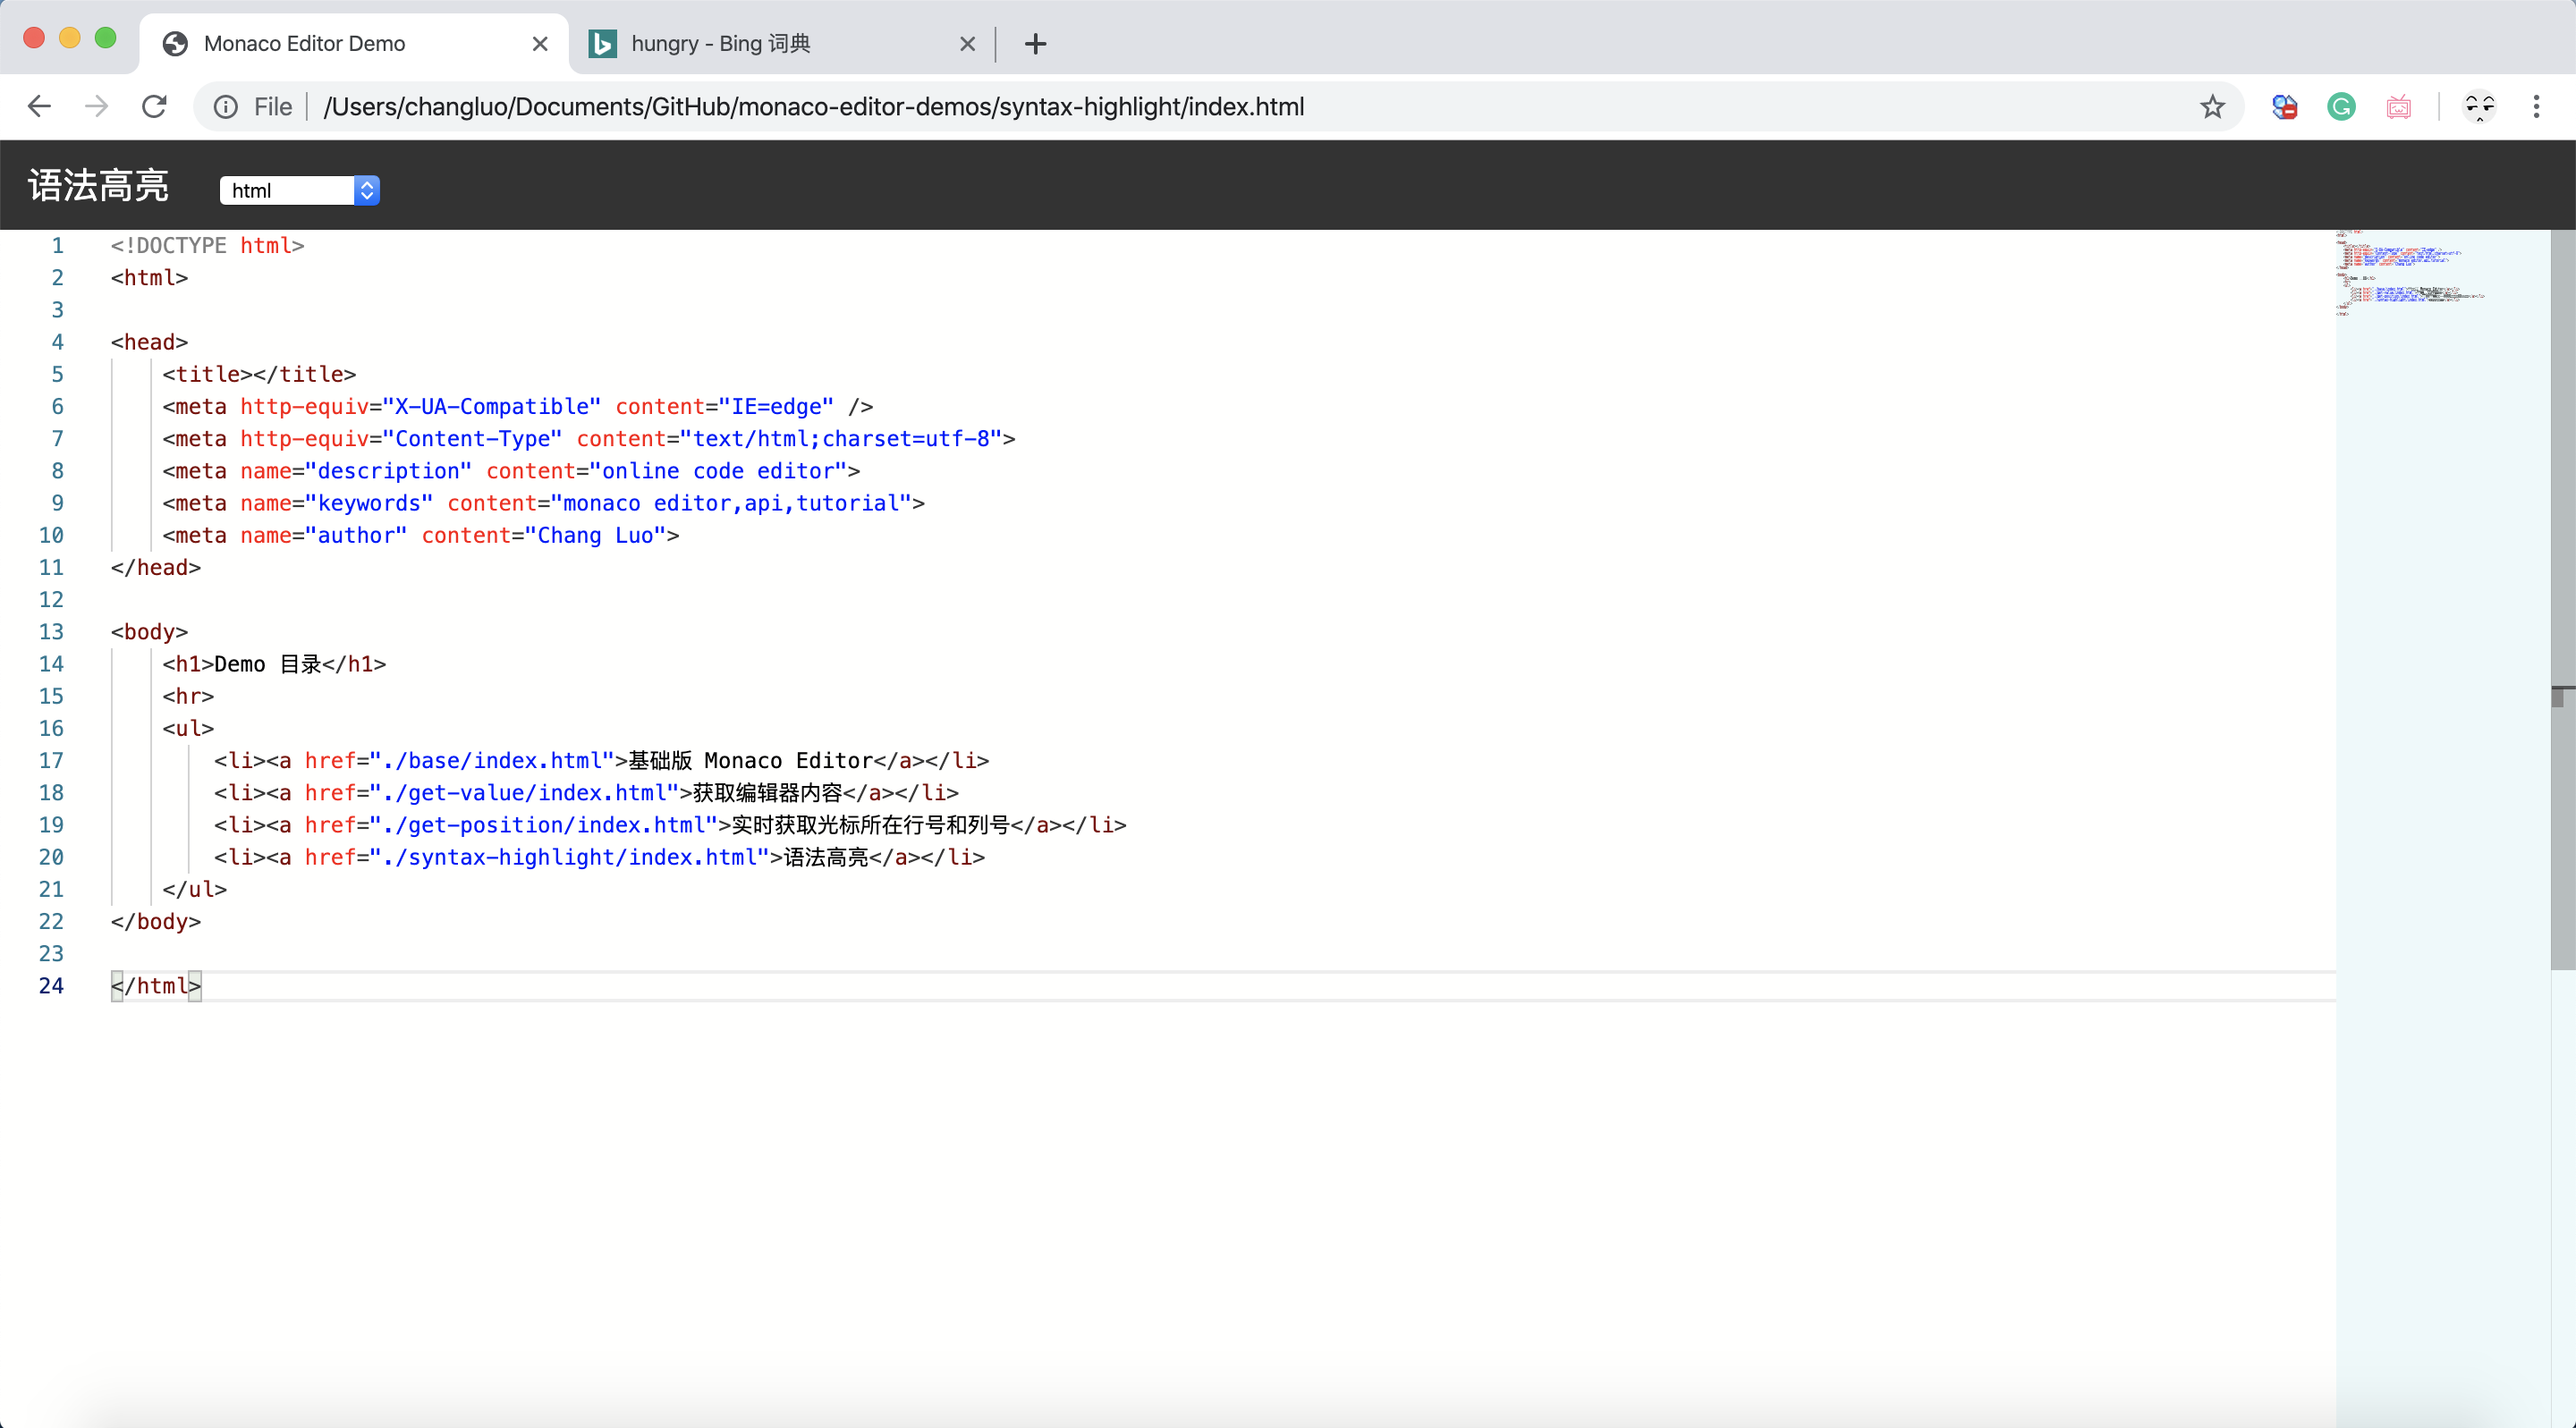 Monaco Editor Demo
hungry - Bing 词典
File /Users/changluo/Documents/GitHub/monaco-editor-demos/syntax-highlight/index.html
语法高亮 html
1 <!DOCTYPE html>
2 <html>
3
4 <head>
5 <title></title>
6 <meta http-equiv="X-UA-Compatible" content="IE=edge" />
7 <meta http-equiv="Content-Type" content="text/html;charset=utf-8">
8 <meta name="description" content="online code editor">
9 <meta name="keywords" content="monaco editor,api,tutorial">
10 <meta name="author" content="Chang Luo">
11 </head>
12
13 <body>
14 <h1>Demo 目录</h1>
15 <hr>
16 <ul>
17 <li><a href="./base/index.html">基础版 Monaco Editor</a></li>
18 <li><a href="./get-value/index.html">获取编辑器内容</a></li>
19 <li><a href="./get-position/index.html">实时获取光标所在行号和列号</a></li>
20 <li><a href="./syntax-highlight/index.html">语法高亮</a></li>
21 </ul>
22 </body>
23
24 </html>